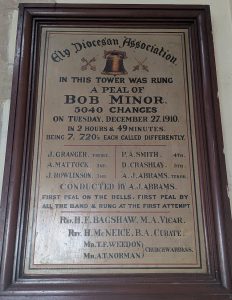 Ely Diocesan Association.
IN THIS TOWER WAS RUNG
A PEAL OF
BOB MINOR.
5040 CHANGES
ON TUESDAY, DECEMBER 27, 1910.
IN 2 HOURS & 49 MINUTES.
BEING 7, 720's EACH CALLED DIFFERENTLY.
J. GRANGER, TREBLE. P. A. SMITH, 4TH.
A. MATTOCK 2ND. D. CRASHLAY 5TH.
J. ROWLINSON, 3RD. A. J. ABRAMS, TENOR.
CONDUCTED BY A.J. ABRAMS.
FIRST PEAL ON THE BELLS. FIRST PEAL BY
ALL THE BAND & RUNG AT THE FIRST ATTEMPT
REV. H. E. BAGSHAW, M.A. VICAR.
REV. H. McNEICE, B.A. CURATE.
MR. T. F. WEEDON CHURCHWARDENS.
MR. A.T. NORMAN